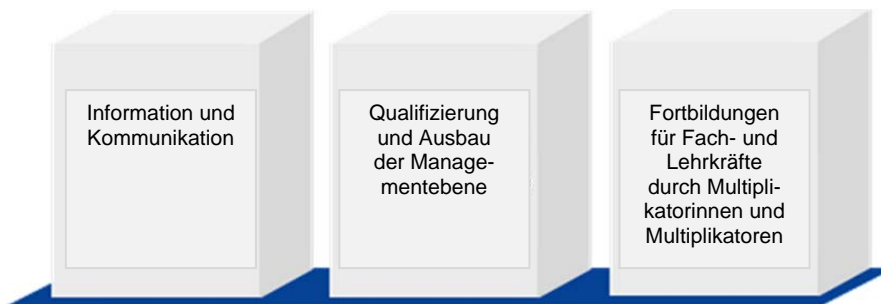 Information und
Kommunikation
Qualifizierung
und Ausbau
der Manage-
mentebene
Fortbildungen
für Fach- und
Lehrkräfte
durch Multipli-
katorinnen und
Multiplikatoren